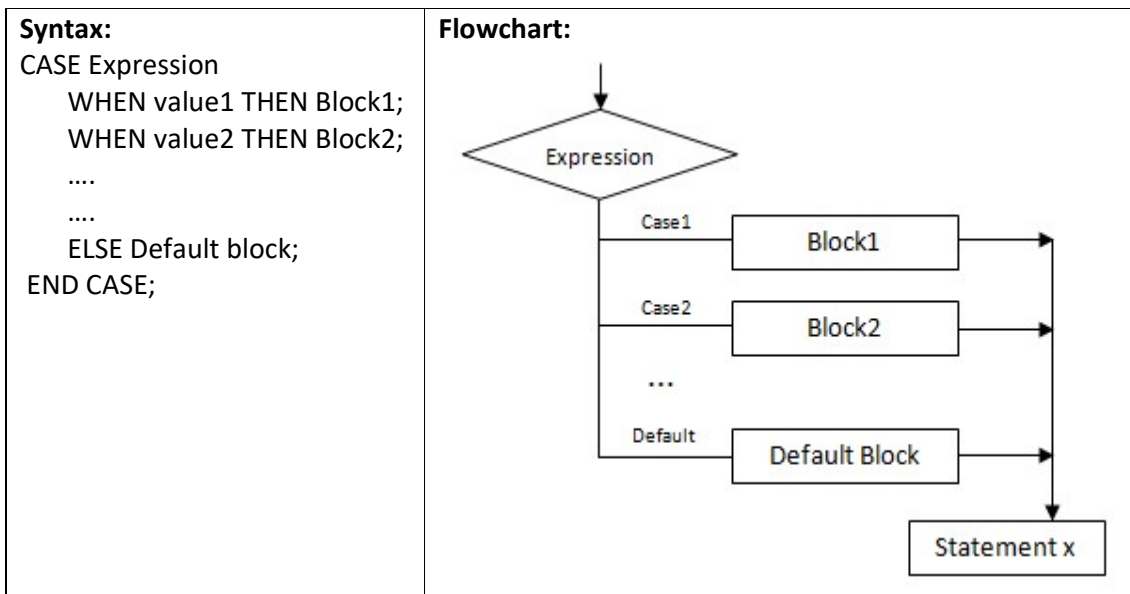 Syntax:
CASE Expression
WHEN value1 THEN Block1;
WHEN value2 THEN Block2;
....
....
ELSE Default block;
END CASE;
Flowchart:
Expression
Case1
Block1
Case2
Block2
...
Default
Default Block
Statement x